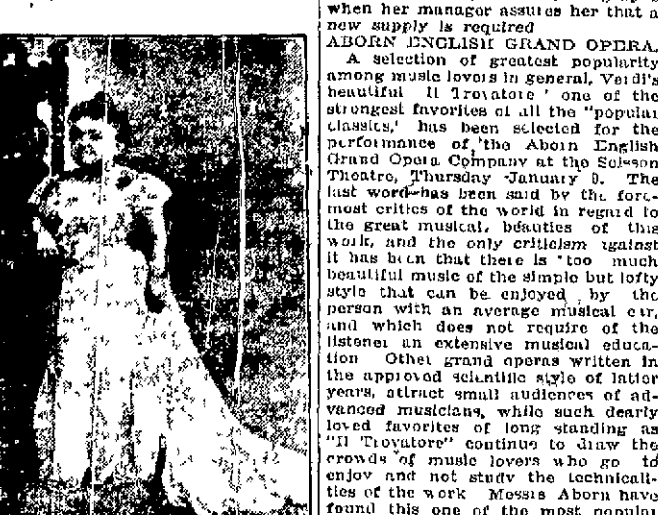 when her manager assures her that a
new supply is required
ABORN ENGLISH GRAND OPERA.
A selection of greatest popularity
among music lovers in general, Verdi's
beautiful Il Trovatore ' one of the
strongest favorites of all the "popular
classics,' has been selected for the
performance of 'the Aborn English
Grand Opera Company at the Soisson
Theatre, Thursday January 9. The
last word has been said by the fore-
most critics of the world in regard to
the great musical, beauties of this
work, and the only criticism against
it has been that there is 'too much
beautiful music of the simple but lofty
style that can be enjoyed , by the
person with an average musical ear,
and which does not require of the
listener an extensive musical educa-
tion Other grand operas written in
the approved scientific style of latter
years, attract small audiences of ad-
vanced musicians, while such dearly
loved favorites of long standing as
"Il Trovatore" continue to draw the
crowds of music lovers who go to
enjoy and not study the technicali-
ties of the work Messrs Aborn have
found this one of the most popular